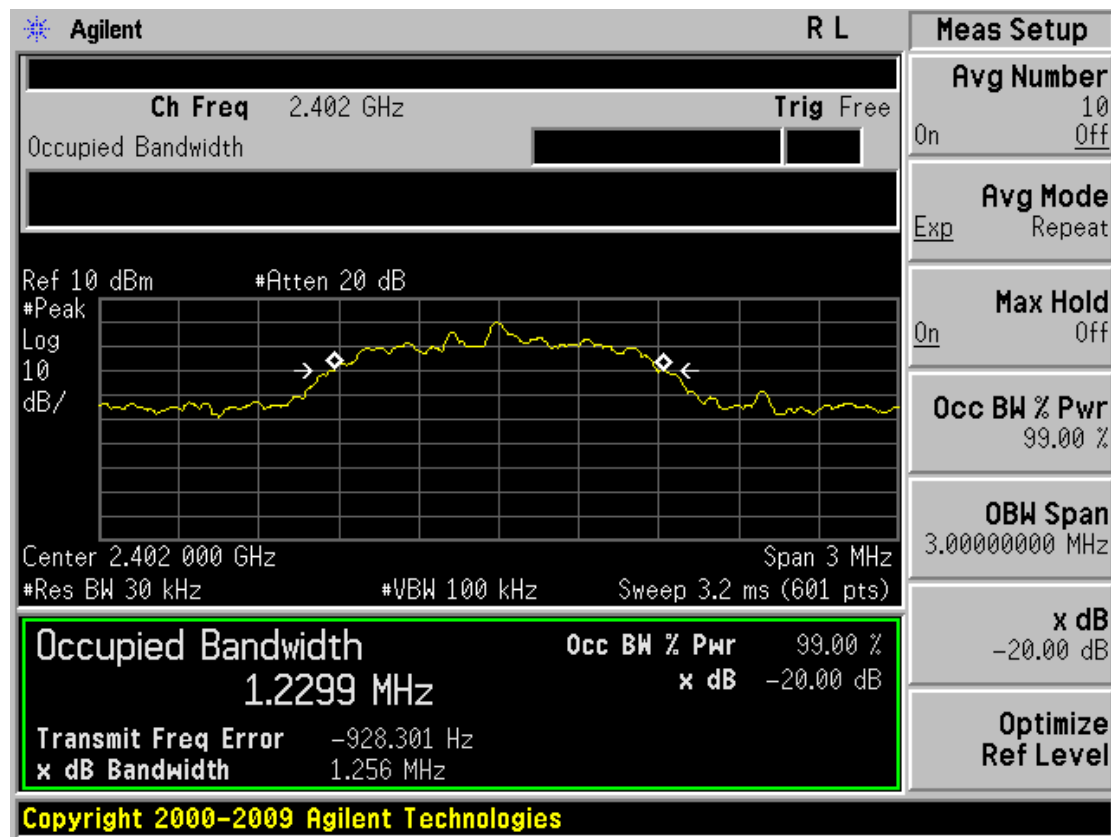 Agilent R L
Meas Setup
Ch Freq 2.402 GHz Trig Free
Occupied Bandwidth
Ref 10 dBm #Atten 20 dB
#Peak
Log
10
dB/
Center 2.402 000 GHz Span 3 MHz
#Res BW 30 kHz #VBW 100 kHz Sweep 3.2 ms (601 pts)
Occupied Bandwidth Occ BW % Pwr 99.00 %
1.2299 MHz x dB -20.00 dB
Transmit Freq Error -928.301 Hz
x dB Bandwidth 1.256 MHz
Avg Number
10
On Off
Avg Mode
Exp Repeat
Max Hold
On Off
Occ BW % Pwr
99.00 %
OBW Span
3.00000000 MHz
x dB
-20.00 dB
Optimize
Ref Level
Copyright 2000-2009 Agilent Technologies